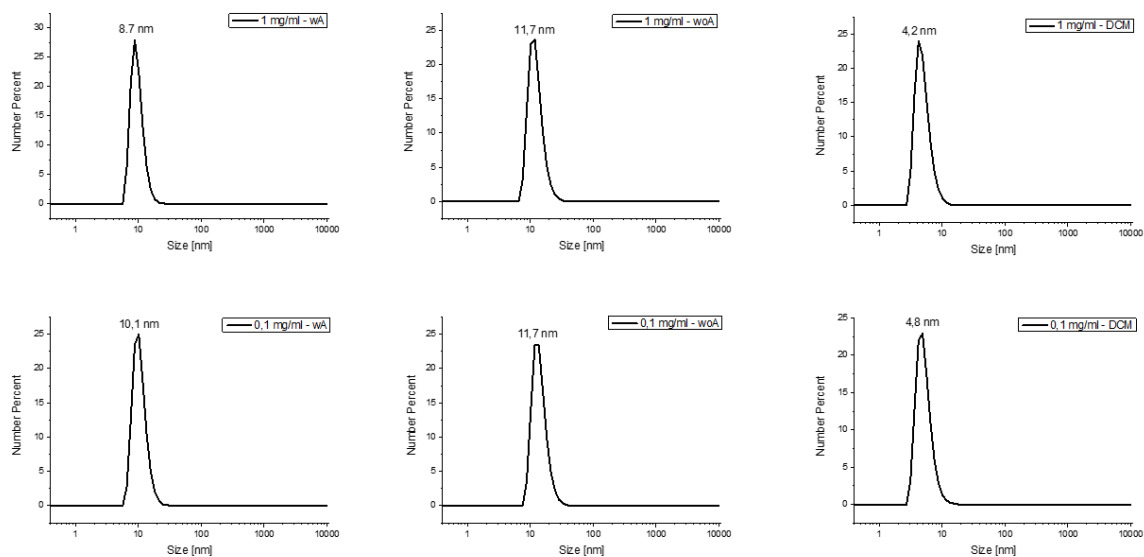 1 mg/ml - wA
8.7 nm
30
25
20
15
10
5
0
Number Percent
1 10 100 1000 10000
Size [nm]
1 mg/ml - woA
11,7 nm
25
20
15
10
5
0
Number Percent
1 10 100 1000 10000
Size [nm]
1 mg/ml - DCM
4,2 nm
25
20
15
10
5
0
Number Percent
1 10 100 1000 10000
Size [nm]
0,1 mg/ml - wA
10,1 nm
25
20
15
10
5
0
Number Percent
1 10 100 1000 10000
Size [nm]
0,1 mg/ml - woA
11,7 nm
25
20
15
10
5
0
Number Percent
1 10 100 1000 10000
Size [nm]
0,1 mg/ml - DCM
4,8 nm
25
20
15
10
5
0
Number Percent
1 10 100 1000 10000
Size [nm]